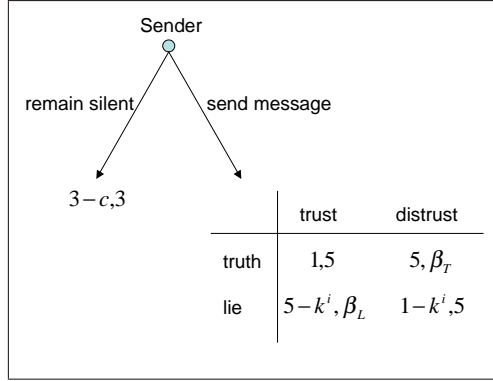 Sender
remain silent send message
3 − c,3
trust distrust
truth 1,5 5, β_T
lie 5 − k^i, β_L 1 − k^i,5